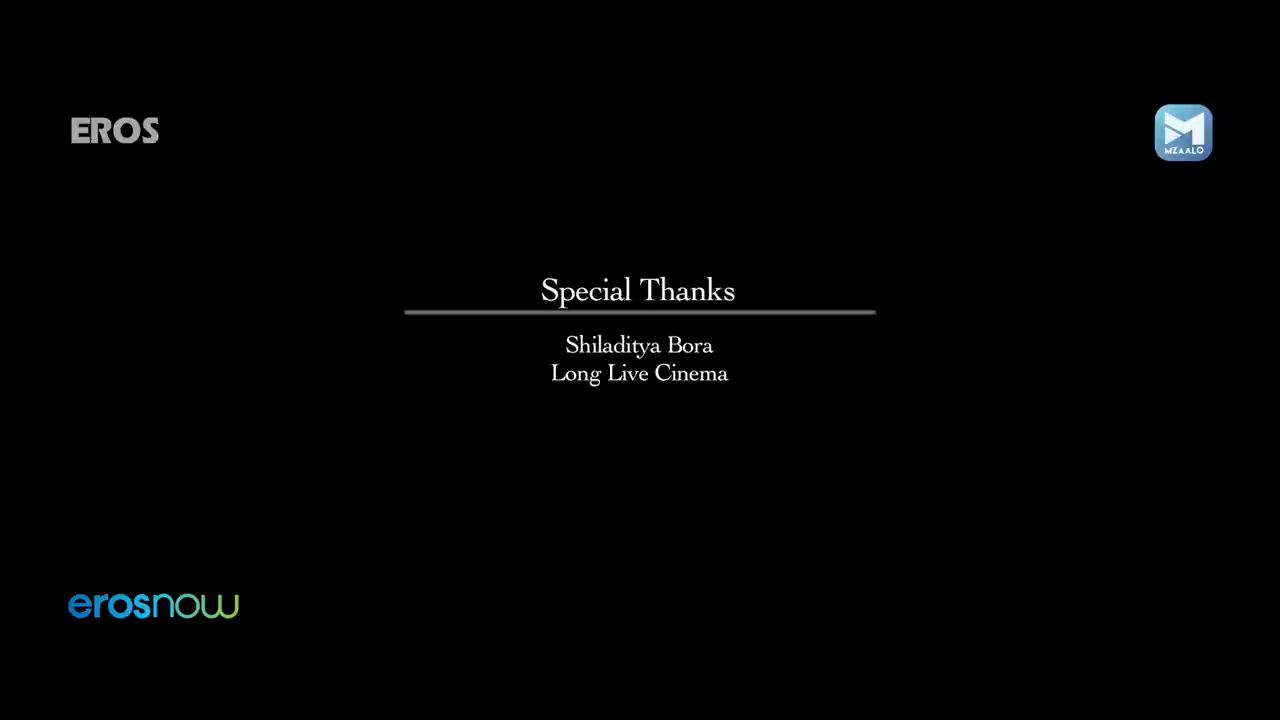 EROS
MZAALO
Special Thanks
Shiladitya Bora
Long Live Cinema
erosnow